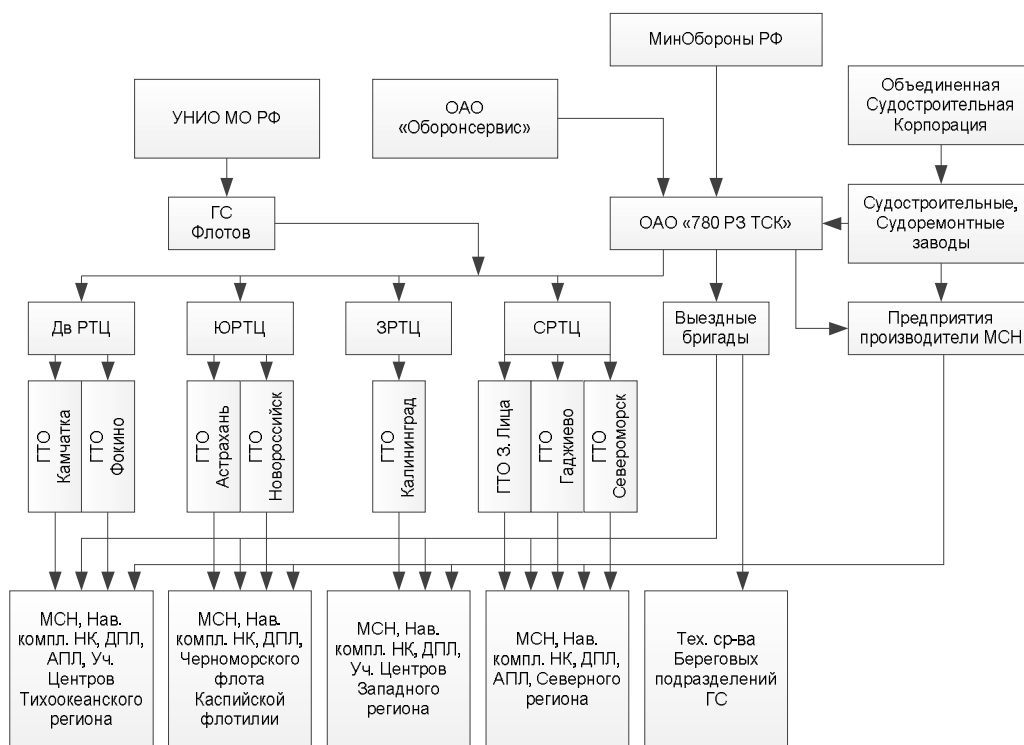 МинОбороны РФ
УНИО МО РФ
ОАО
«Оборонсервис»
Объединенная
Судостроительная
Корпорация
ГС
Флотов
ОАО «780 РЗ ТСК»
Судостроительные,
Судоремонтные
заводы
Дв РТЦ
ЮРТЦ
ЗРТЦ
СРТЦ
Выездные
бригады
Предприятия
производители МСН
ГТО
Камчатка
ГТО
Фокино
ГТО
Астрахань
ГТО
Новороссийск
ГТО
Калининград
ГТО З. Лица
ГТО
Гаджиево
ГТО
Североморск
МСН, Нав.
компл. НК, ДПЛ,
АПЛ, Уч.
Центров
Тихоокеанского
региона
МСН, Нав.
компл. НК, ДПЛ,
Черноморского
флота
Каспийской
флотилии
МСН, Нав.
компл. НК, ДПЛ,
Уч. Центров
Западного
региона
МСН, Нав.
компл. НК, ДПЛ,
АПЛ, Северного
региона
Тех. ср-ва
Береговых
подразделений
ГС